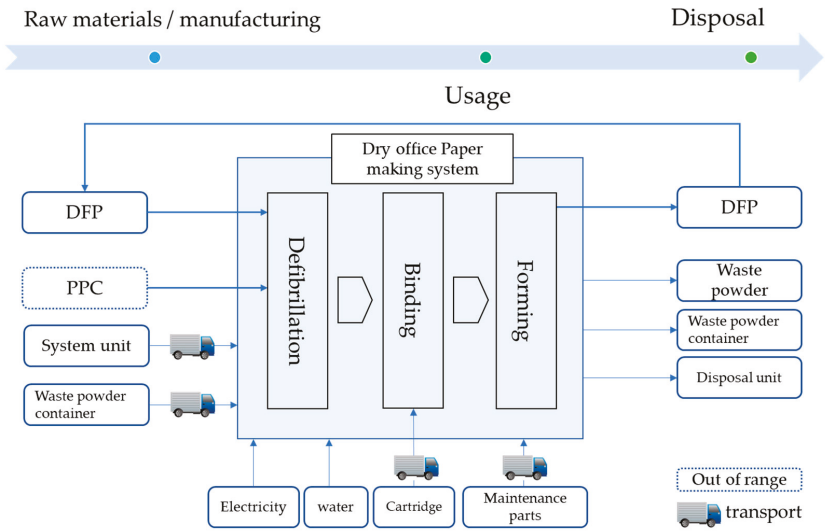 Raw materials / manufacturing
Disposal
Usage
Dry office Paper
making system
DFP
DFP
Defibrillation
Binding
Forming
PPC
Waste
powder
System unit
Waste powder
container
Waste powder
container
Disposal unit
Electricity
water
Cartridge
Maintenance
parts
Out of range
transport